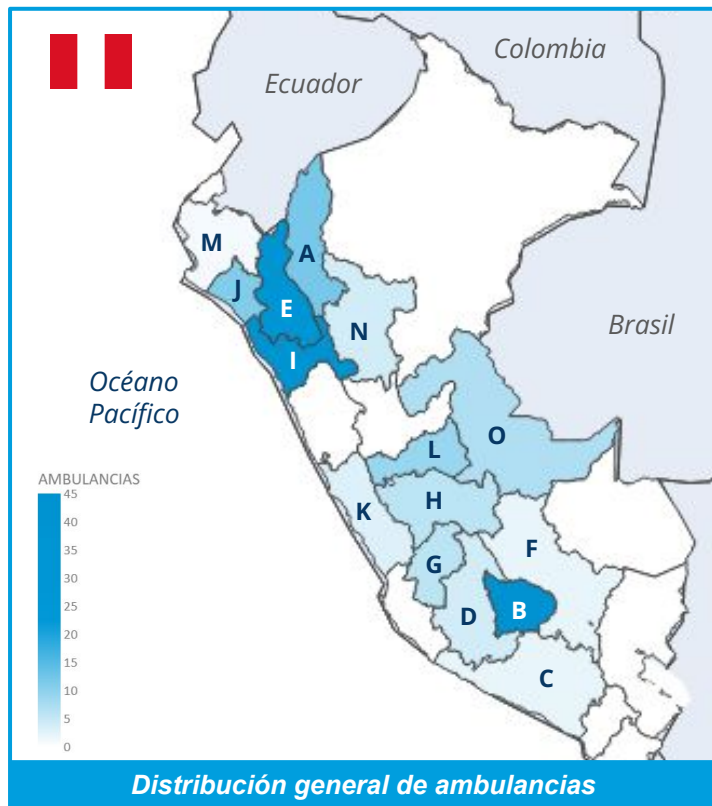 Colombia
Ecuador
M
A
J
E
N
I
Brasil
Océano
Pacífico
O
L
AMBULANCIAS
45
40
35
30
25
20
15
10
5
0
K
H
F
G
B
D
C
Distribución general de ambulancias